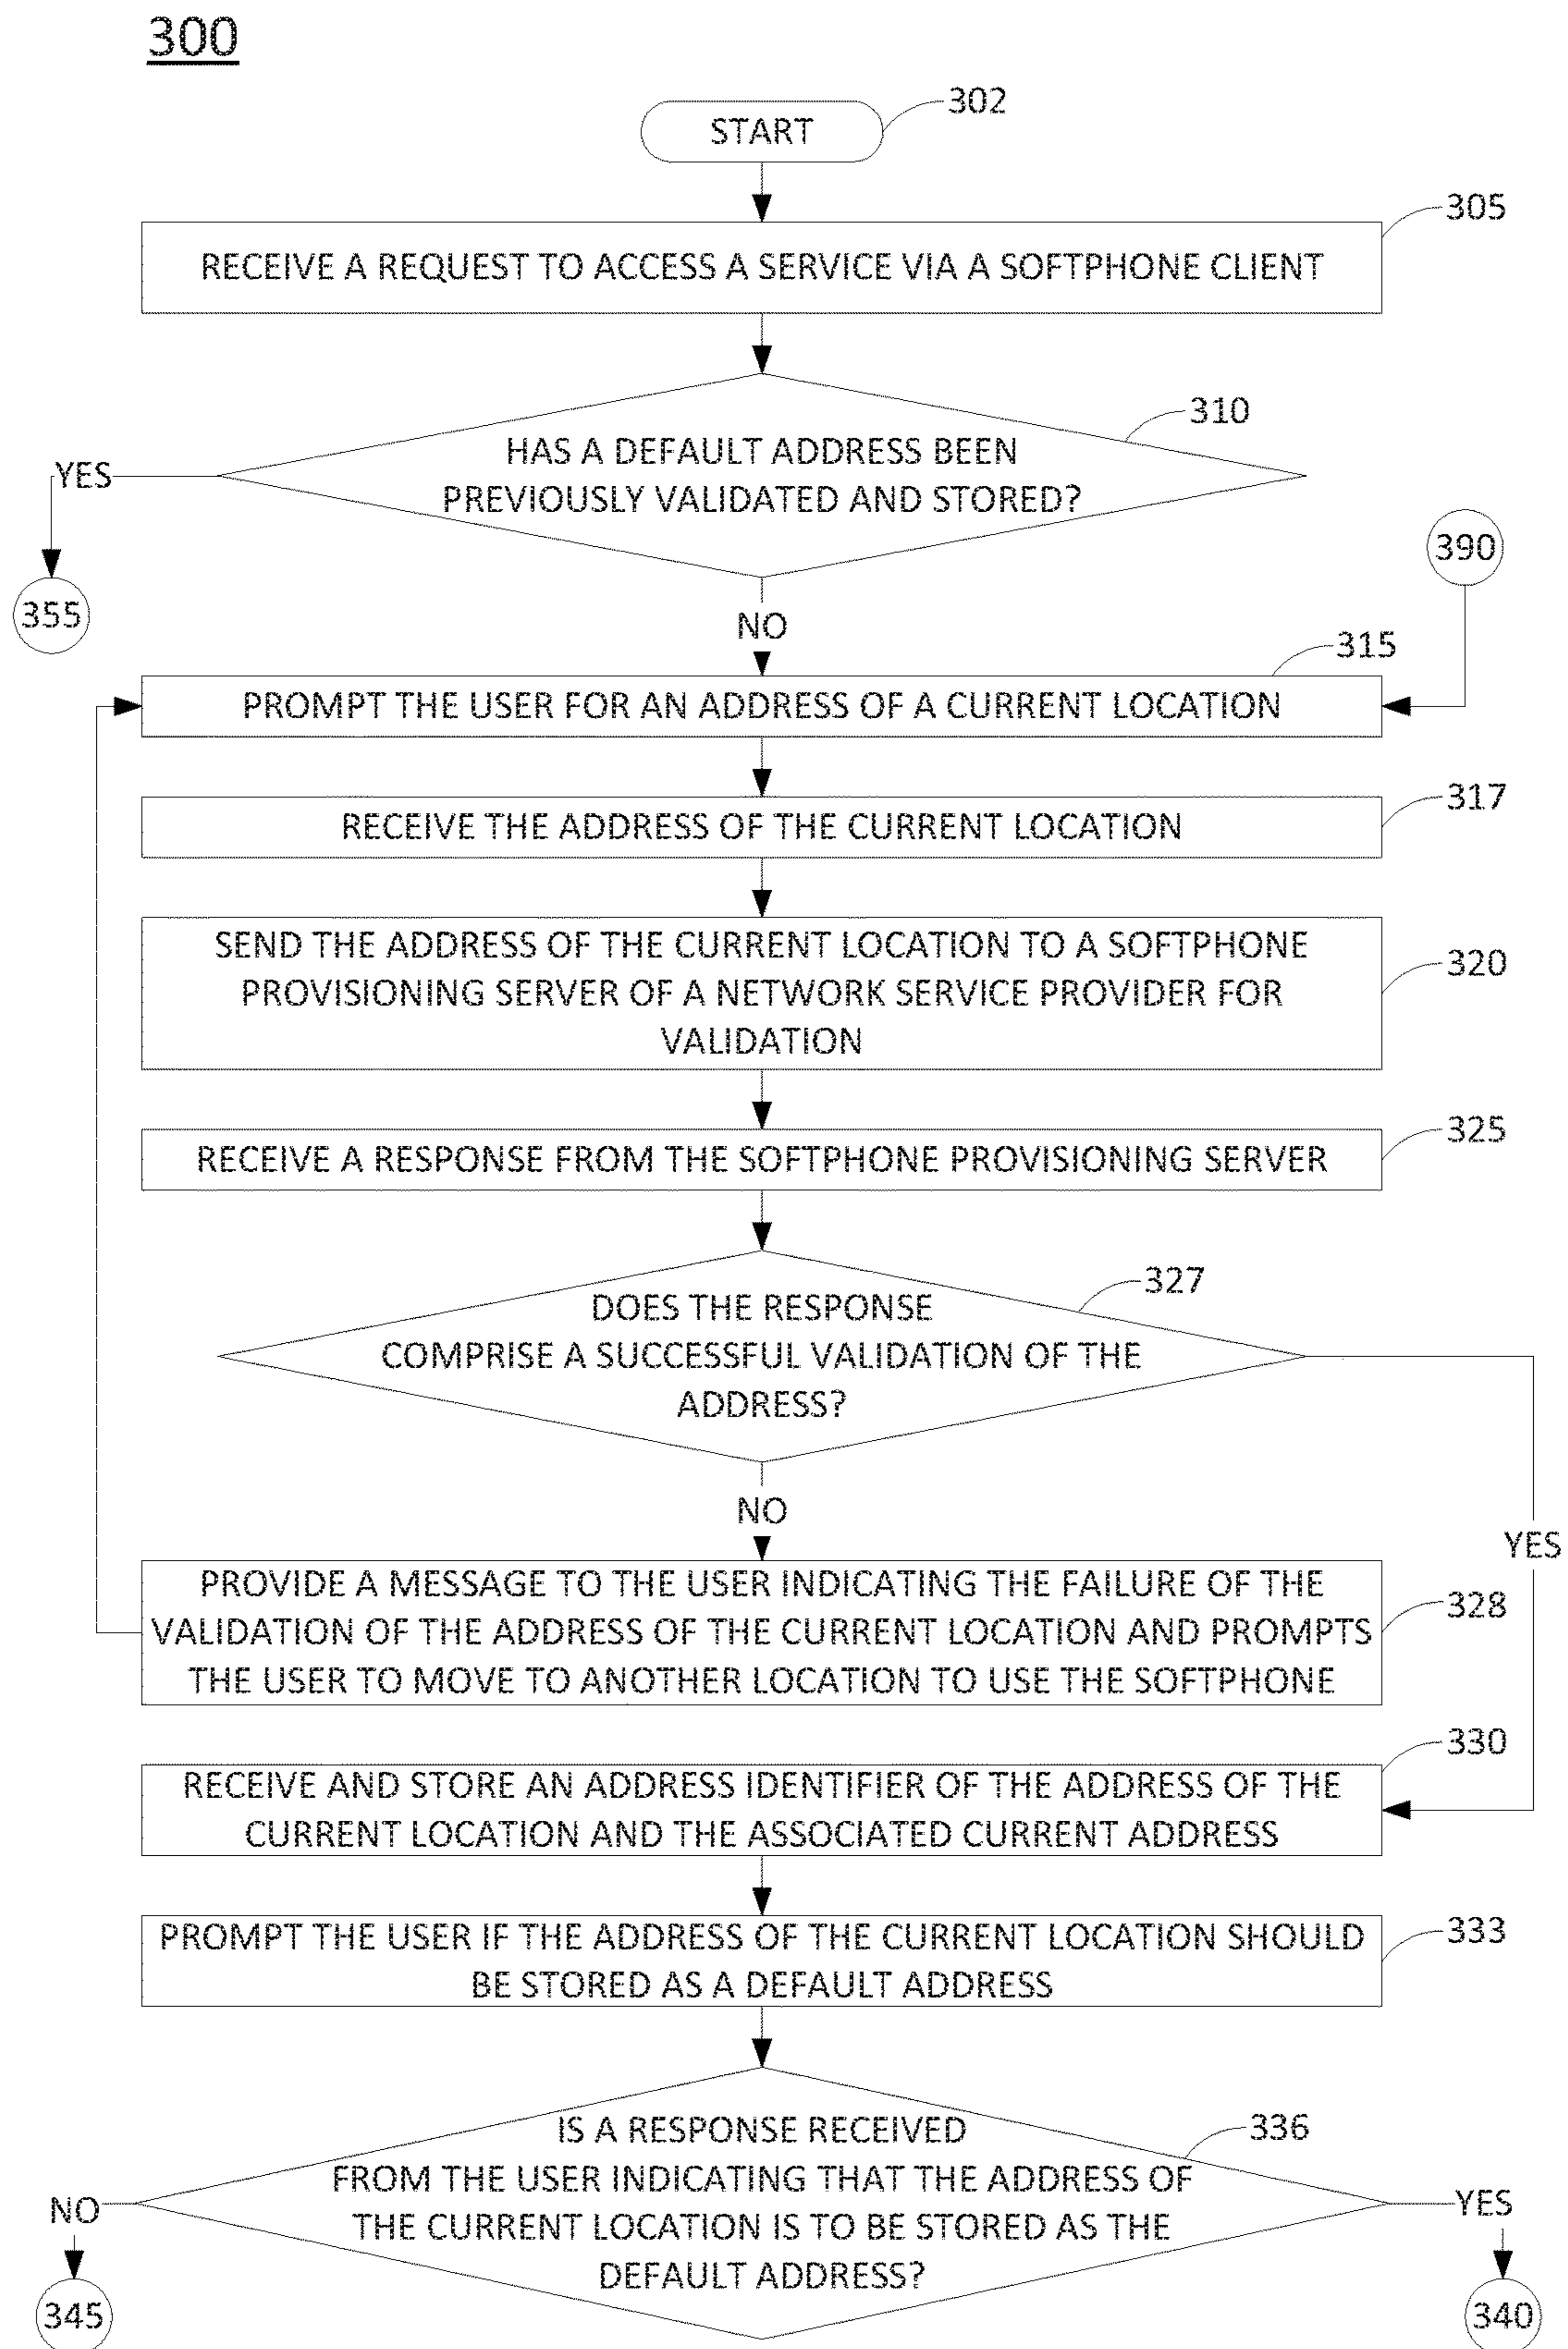 300
START
302
305
RECEIVE A REQUEST TO ACCESS A SERVICE VIA A SOFTPHONE CLIENT
310
HAS A DEFAULT ADDRESS BEEN
PREVIOUSLY VALIDATED AND STORED?
YES
355
NO
390
315
PROMPT THE USER FOR AN ADDRESS OF A CURRENT LOCATION
317
RECEIVE THE ADDRESS OF THE CURRENT LOCATION
SEND THE ADDRESS OF THE CURRENT LOCATION TO A SOFTPHONE
PROVISIONING SERVER OF A NETWORK SERVICE PROVIDER FOR
VALIDATION
320
325
RECEIVE A RESPONSE FROM THE SOFTPHONE PROVISIONING SERVER
327
DOES THE RESPONSE
COMPRISE A SUCCESSFUL VALIDATION OF THE
ADDRESS?
NO
YES
PROVIDE A MESSAGE TO THE USER INDICATING THE FAILURE OF THE
VALIDATION OF THE ADDRESS OF THE CURRENT LOCATION AND PROMPTS
THE USER TO MOVE TO ANOTHER LOCATION TO USE THE SOFTPHONE
328
330
RECEIVE AND STORE AN ADDRESS IDENTIFIER OF THE ADDRESS OF THE
CURRENT LOCATION AND THE ASSOCIATED CURRENT ADDRESS
PROMPT THE USER IF THE ADDRESS OF THE CURRENT LOCATION SHOULD
BE STORED AS A DEFAULT ADDRESS
333
336
IS A RESPONSE RECEIVED
FROM THE USER INDICATING THAT THE ADDRESS OF
THE CURRENT LOCATION IS TO BE STORED AS THE
DEFAULT ADDRESS?
NO
YES
345
340